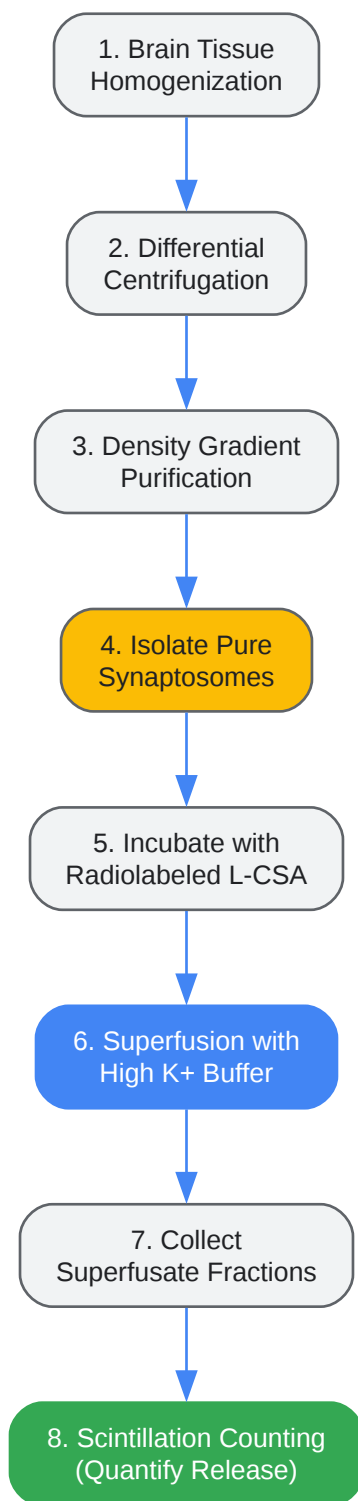 1. Brain Tissue
Homogenization
2. Differential
Centrifugation
3. Density Gradient
Purification
4. Isolate Pure
Synaptosomes
5. Incubate with
Radiolabeled L-CSA
6. Superfusion with
High K+ Buffer
7. Collect
Superfusate Fractions
8. Scintillation Counting
(Quantify Release)